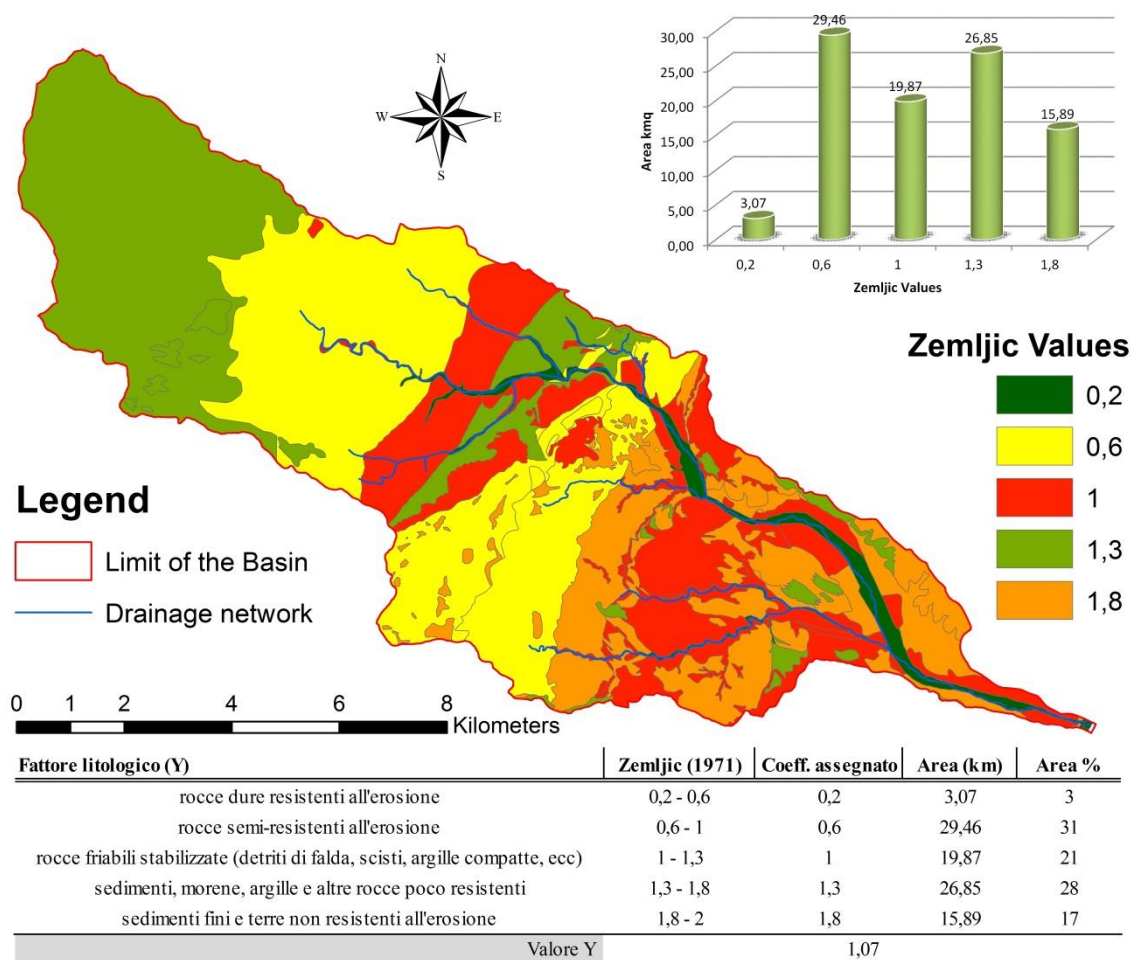 29,46
26,85
19,87
15,89
3,07
30,00
25,00
20,00
15,00
10,00
5,00
0,00
Area kmq
0,2 0,6 1 1,3 1,8
Zemljic Values
N
W E
S
Zemljic Values
0,2
0,6
1
1,3
1,8
Legend
Limit of the Basin
Drainage network
0 1 2 4 6 8
Kilometers
Fattore litologico (Y) Zemljic (1971) Coeff. assegnato Area (km) Area %
rocce dure resistenti all'erosione 0,2 - 0,6 0,2 3,07 3
rocce semi-resistenti all'erosione 0,6 - 1 0,6 29,46 31
rocce friabili stabilizzate (detriti di falda, scisti, argille compatte, ecc) 1 - 1,3 1 19,87 21
sedimenti, morene, argille e altre rocce poco resistenti 1,3 - 1,8 1,3 26,85 28
sedimenti fini e terre non resistenti all'erosione 1,8 - 2 1,8 15,89 17
Valore Y 1,07